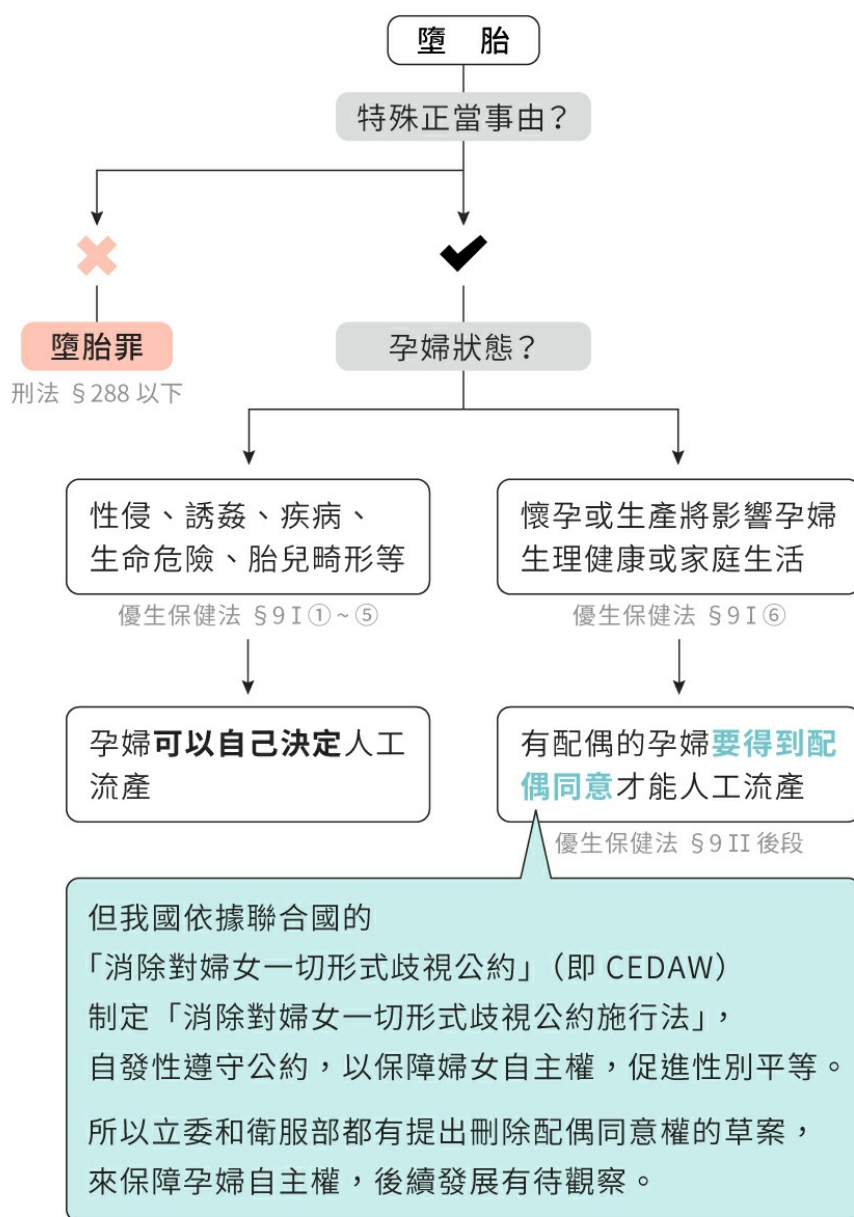 墮 胎
特殊正當事由？
墮胎罪
刑法 §288 以下
孕婦狀態？
性侵、誘姦、疾病、
生命危險、胎兒畸形等
優生保健法 §9 I ①~⑤
孕婦可以自己決定人工
流產
懷孕或生產將影響孕婦
生理健康或家庭生活
優生保健法 §9 I ⑥
有配偶的孕婦要得到配
偶同意才能人工流產
優生保健法 §9 II 後段
但我國依據聯合國的
「消除對婦女一切形式歧視公約」（即 CEDAW）
制定「消除對婦女一切形式歧視公約施行法」，
自發性遵守公約，以保障婦女自主權，促進性別平等。
所以立委和衛服部都有提出刪除配偶同意權的草案，
來保障孕婦自主權，後續發展有待觀察。